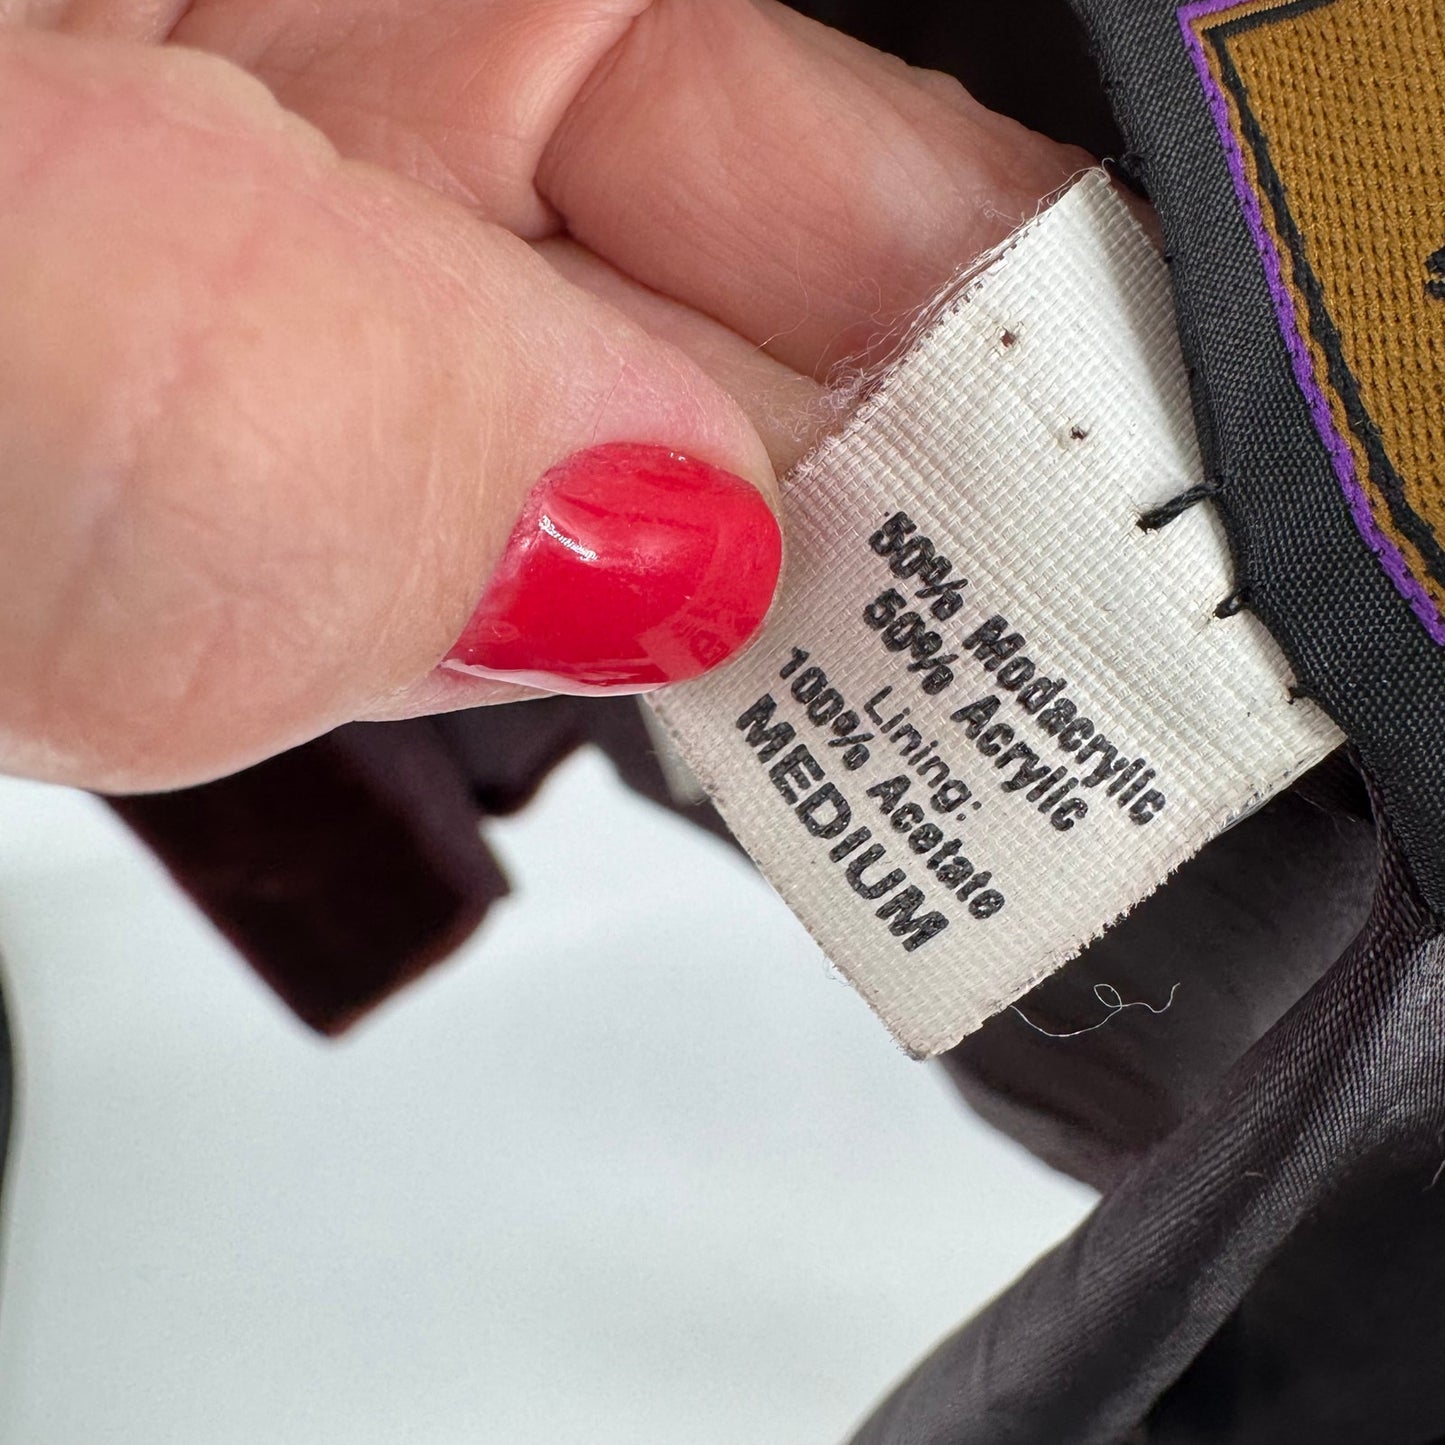 50% Modacrylic
50% Acrylic
Lining:
100% Acetate
MEDIUM